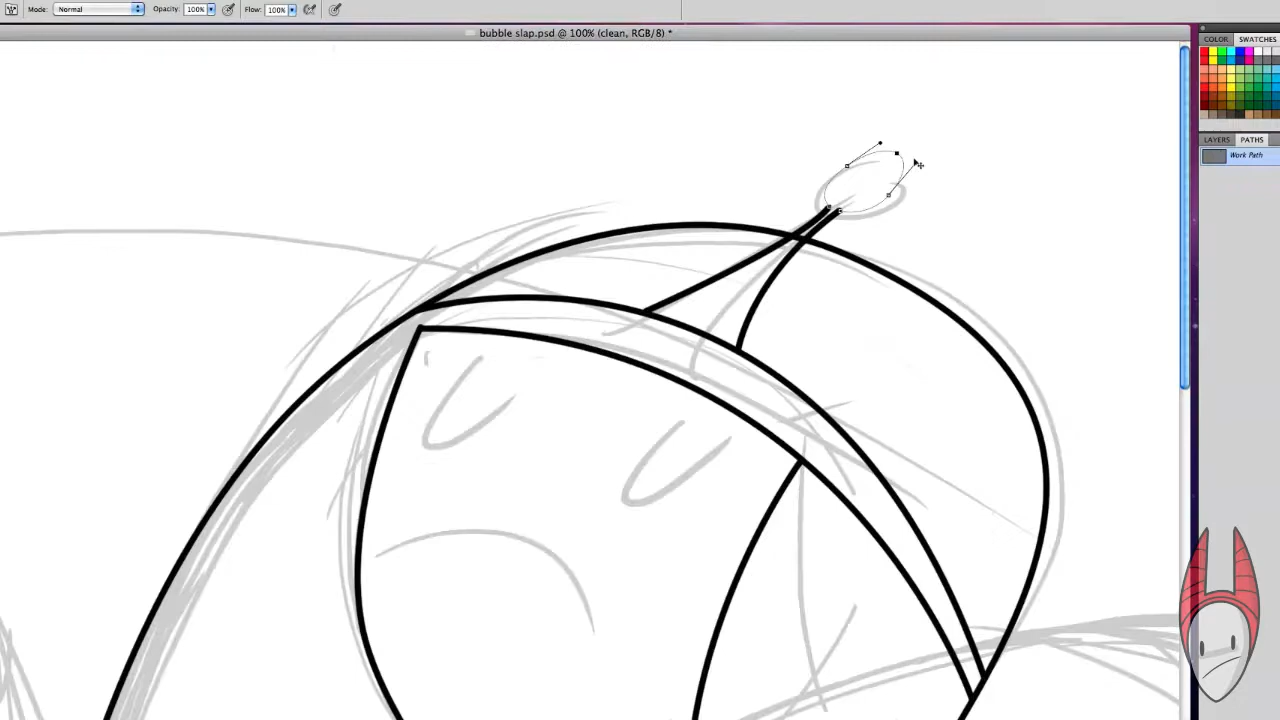 Mode: Normal Opacity: 100% Flow: 100%
bubble slap.psd @ 100% (clean, RGB/8) *
COLOR SWATCHES
LAYERS PATHS
Work Path